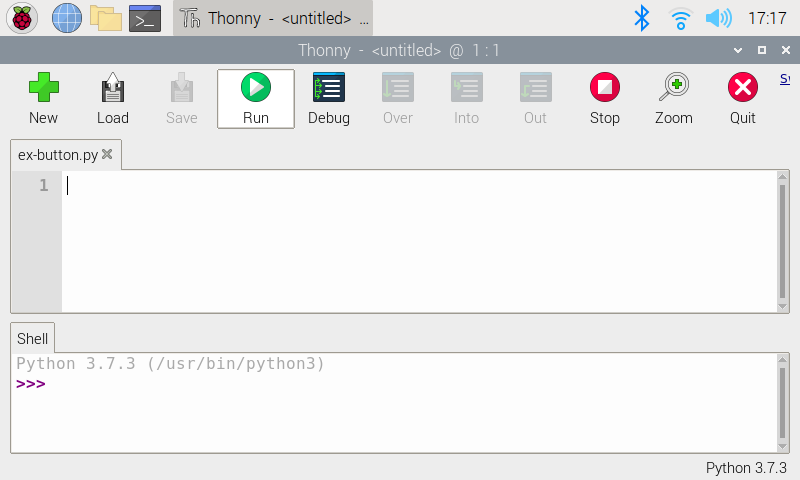 Thonny - <untitled> ...
17:17
Thonny - <untitled> @ 1 : 1
New
Load
Save
Run
Debug
Over
Into
Out
Stop
Zoom
Quit
ex-button.py
1
Shell
Python 3.7.3 (/usr/bin/python3)
>>>
Python 3.7.3